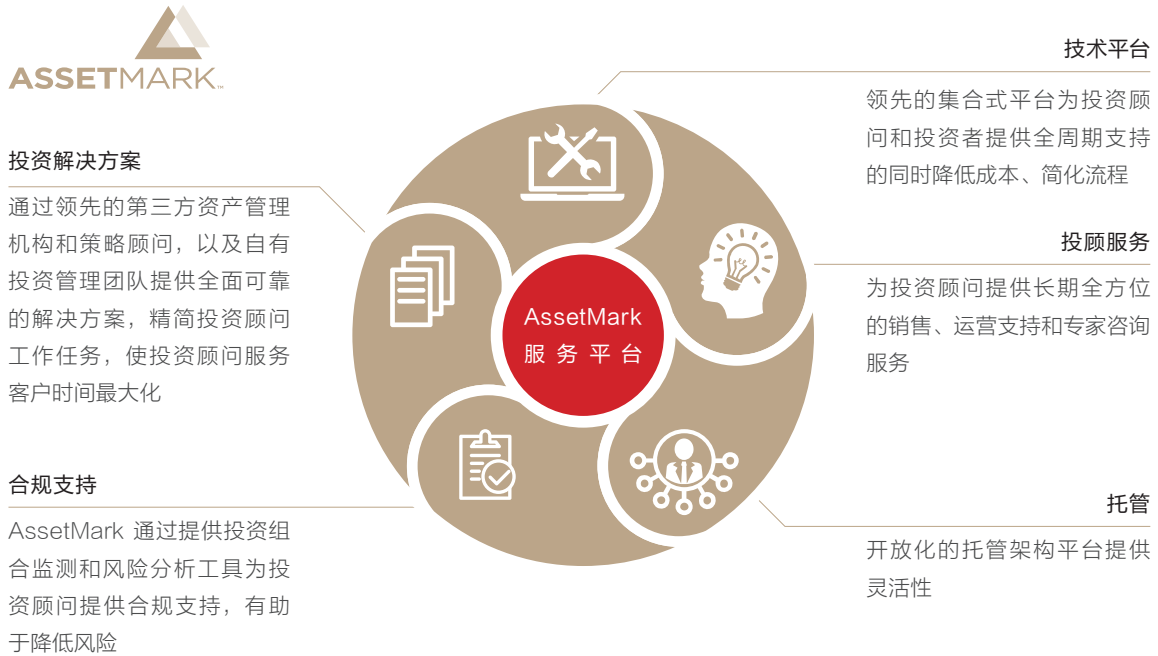 ASSETMARK™
投资解决方案
通过领先的第三方资产管理
机构和策略顾问，以及自有
投资管理团队提供全面可靠
的解决方案，精简投资顾问
工作任务，使投资顾问服务
客户时间最大化
合规支持
AssetMark 通过提供投资组
合监测和风险分析工具为投
资顾问提供合规支持，有助
于降低风险
AssetMark
服务平台
技术平台
领先的集合式平台为投资顾
问和投资者提供全周期支持
的同时降低成本、简化流程
投顾服务
为投资顾问提供长期全方位
的销售、运营支持和专家咨询
服务
托管
开放化的托管架构平台提供
灵活性